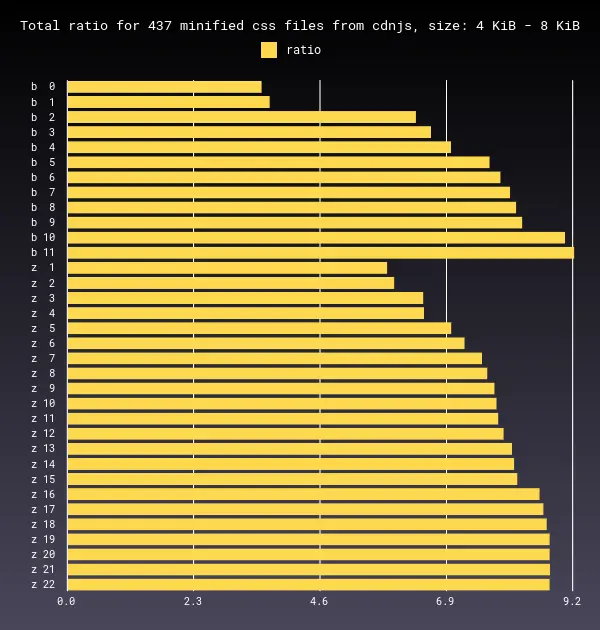 Total ratio for 437 minified css files from cdnjs, size: 4 KiB - 8 KiB
ratio
b 0
b 1
b 2
b 3
b 4
b 5
b 6
b 7
b 8
b 9
b 10
b 11
z 1
z 2
z 3
z 4
z 5
z 6
z 7
z 8
z 9
z 10
z 11
z 12
z 13
z 14
z 15
z 16
z 17
z 18
z 19
z 20
z 21
z 22
0.0 2.3 4.6 6.9 9.2